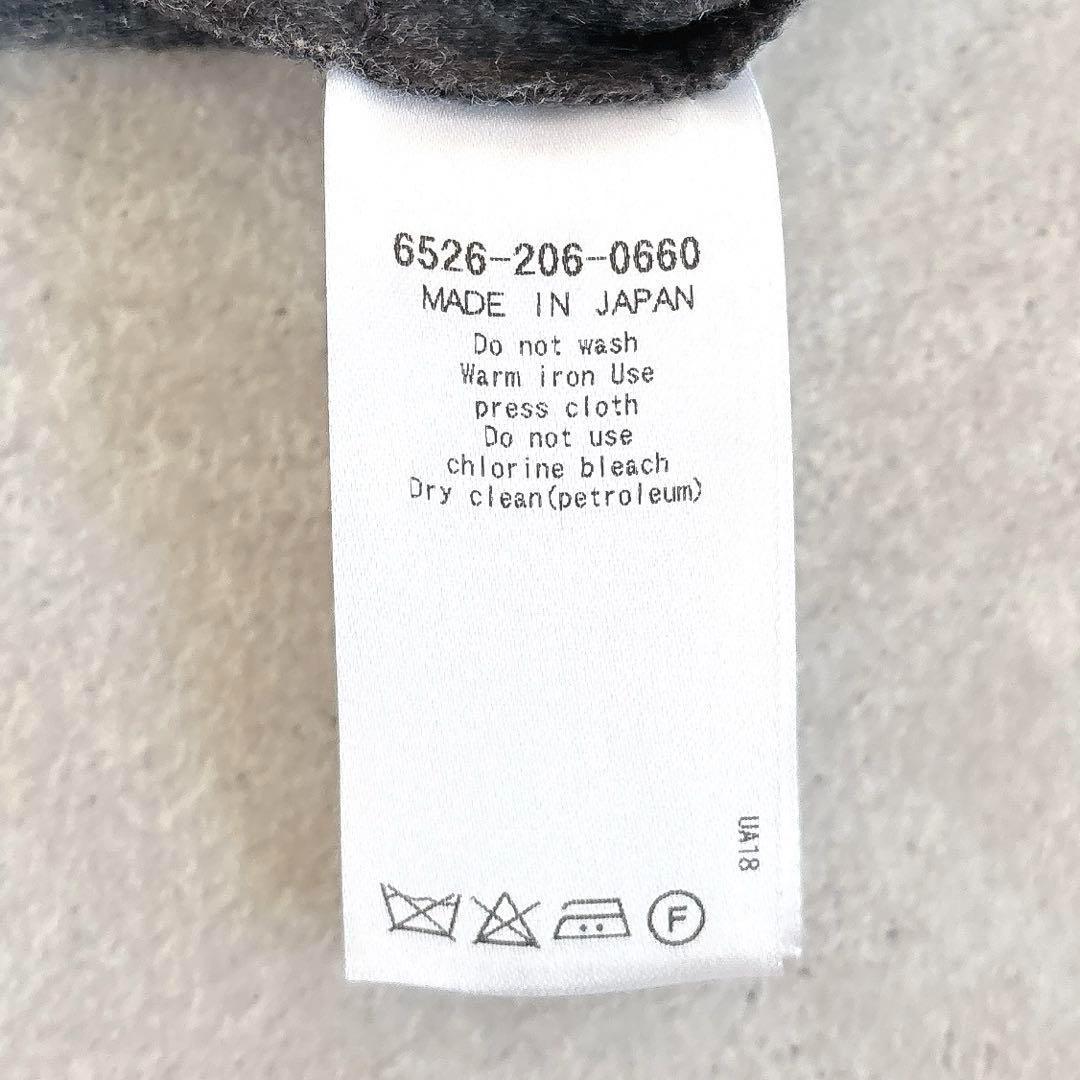 6526-206-0660
MADE IN JAPAN
Do not wash
Warm iron Use
press cloth
Do not use
chlorine bleach
Dry clean(petroleum)
UA18
F